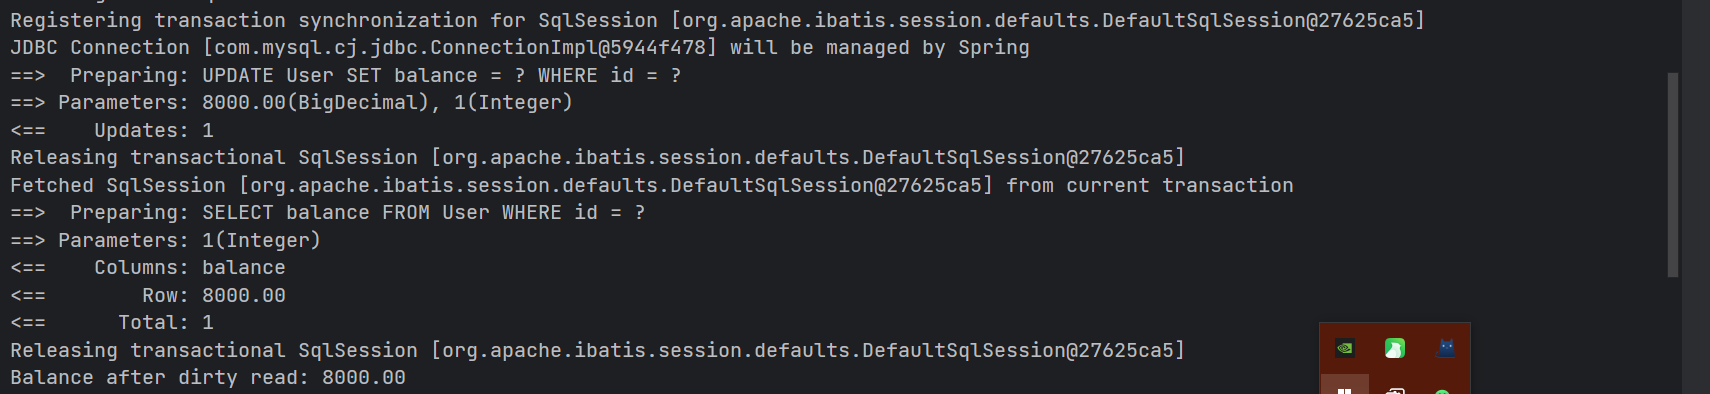 Registering transaction synchronization for SqlSession [org.apache.ibatis.session.defaults.DefaultSqlSession@27625ca5]
JDBC Connection [com.mysql.cj.jdbc.ConnectionImpl@5944f478] will be managed by Spring
==>  Preparing: UPDATE User SET balance = ? WHERE id = ?
==> Parameters: 8000.00(BigDecimal), 1(Integer)
<==    Updates: 1
Releasing transactional SqlSession [org.apache.ibatis.session.defaults.DefaultSqlSession@27625ca5]
Fetched SqlSession [org.apache.ibatis.session.defaults.DefaultSqlSession@27625ca5] from current transaction
==>  Preparing: SELECT balance FROM User WHERE id = ?
==> Parameters: 1(Integer)
<==    Columns: balance
<==        Row: 8000.00
<==      Total: 1
Releasing transactional SqlSession [org.apache.ibatis.session.defaults.DefaultSqlSession@27625ca5]
Balance after dirty read: 8000.00